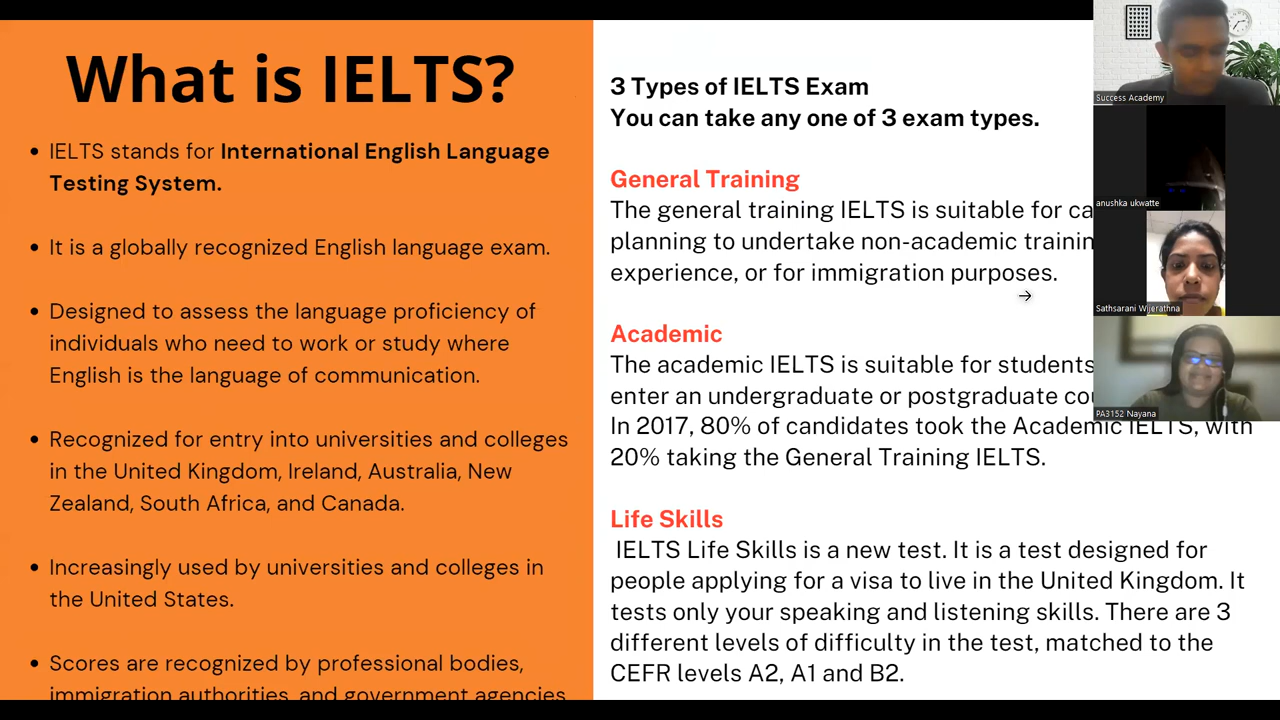 What is IELTS?
• IELTS stands for International English Language
Testing System.
• It is a globally recognized English language exam.
• Designed to assess the language proficiency of
individuals who need to work or study where
English is the language of communication.
• Recognized for entry into universities and colleges
in the United Kingdom, Ireland, Australia, New
Zealand, South Africa, and Canada.
• Increasingly used by universities and colleges in
the United States.
• Scores are recognized by professional bodies,
immigration authorities, and government agencies
3 Types of IELTS Exam
You can take any one of 3 exam types.
General Training
The general training IELTS is suitable for
planning to undertake non-academic
experience, or for immigration purposes.
Academic
The academic IELTS is suitable for students
enter an undergraduate or postgraduate
In 2017, 80% of candidates took the Academic IELTS, with
20% taking the General Training IELTS.
Life Skills
IELTS Life Skills is a new test. It is a test designed for
people applying for a visa to live in the United Kingdom. It
tests only your speaking and listening skills. There are 3
different levels of difficulty in the test, matched to the
CEFR levels A2, A1 and B2.
Success Academy
anushka ukwatte
Sathsarani Wijerathna
PA3152 Nayana